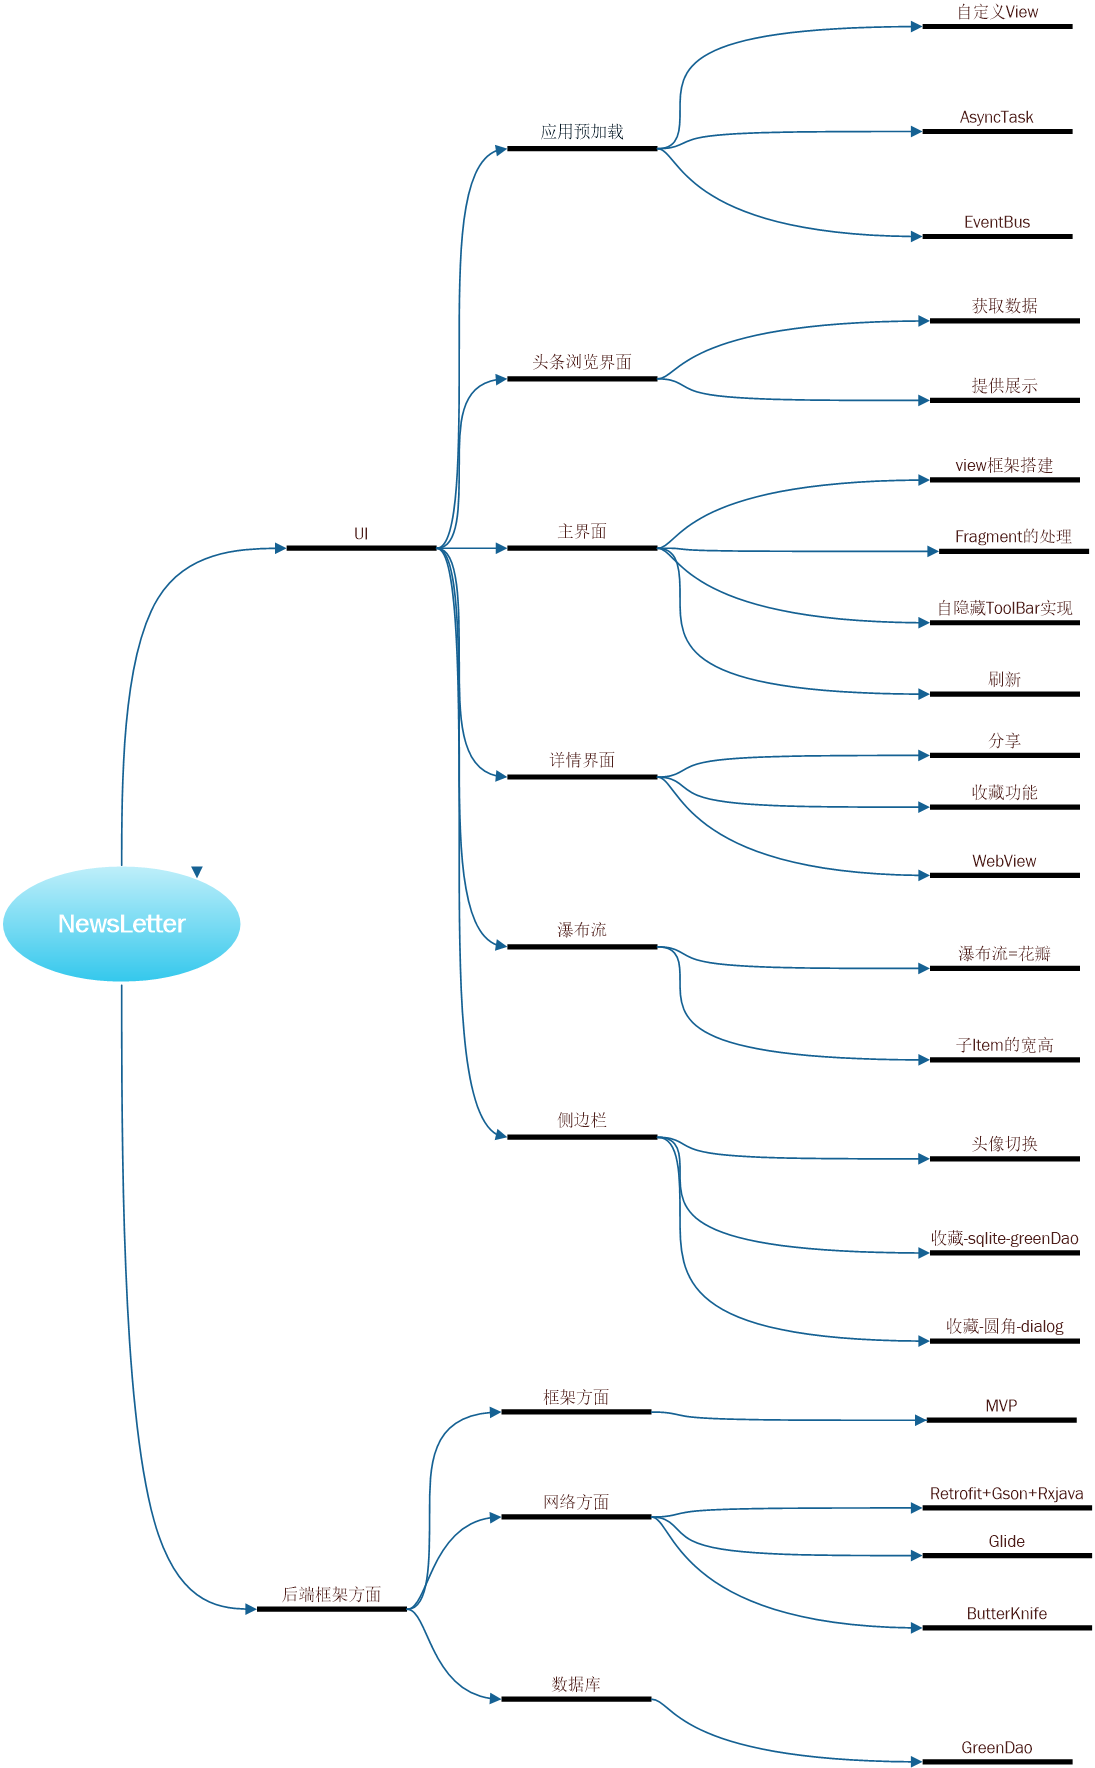 NewsLetter
UI
应用预加载
自定义View
AsyncTask
EventBus
头条浏览界面
获取数据
提供展示
主界面
view框架搭建
Fragment的处理
自隐藏ToolBar实现
刷新
详情界面
分享
收藏功能
WebView
瀑布流
瀑布流=花瓣
子Item的宽高
侧边栏
头像切换
收藏-sqlite-greenDao
收藏-圆角-dialog
后端框架方面
框架方面
MVP
网络方面
Retrofit+Gson+Rxjava
Glide
ButterKnife
数据库
GreenDao